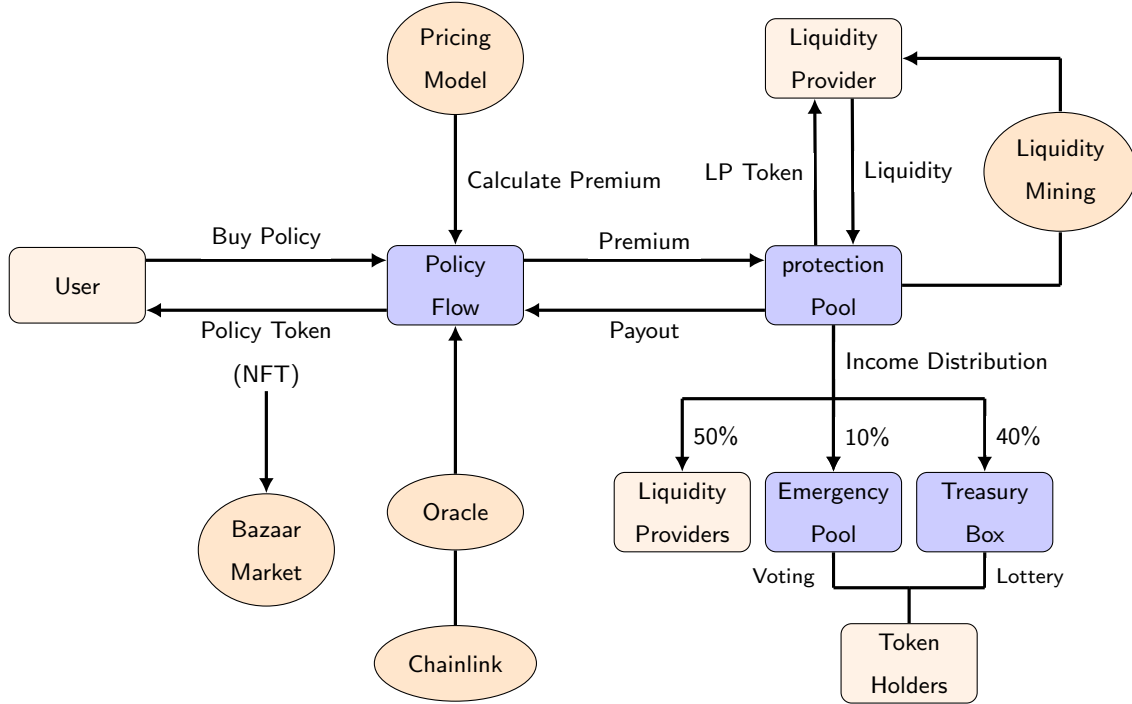 Pricing
Model
Liquidity
Provider
Calculate Premium
LP Token
Liquidity
Liquidity
Mining
Buy Policy
Premium
User
Policy
Flow
protection
Pool
Policy Token
(NFT)
Payout
Income Distribution
50%
10%
40%
Bazaar
Market
Oracle
Liquidity
Providers
Emergency
Pool
Treasury
Box
Voting
Lottery
Chainlink
Token
Holders